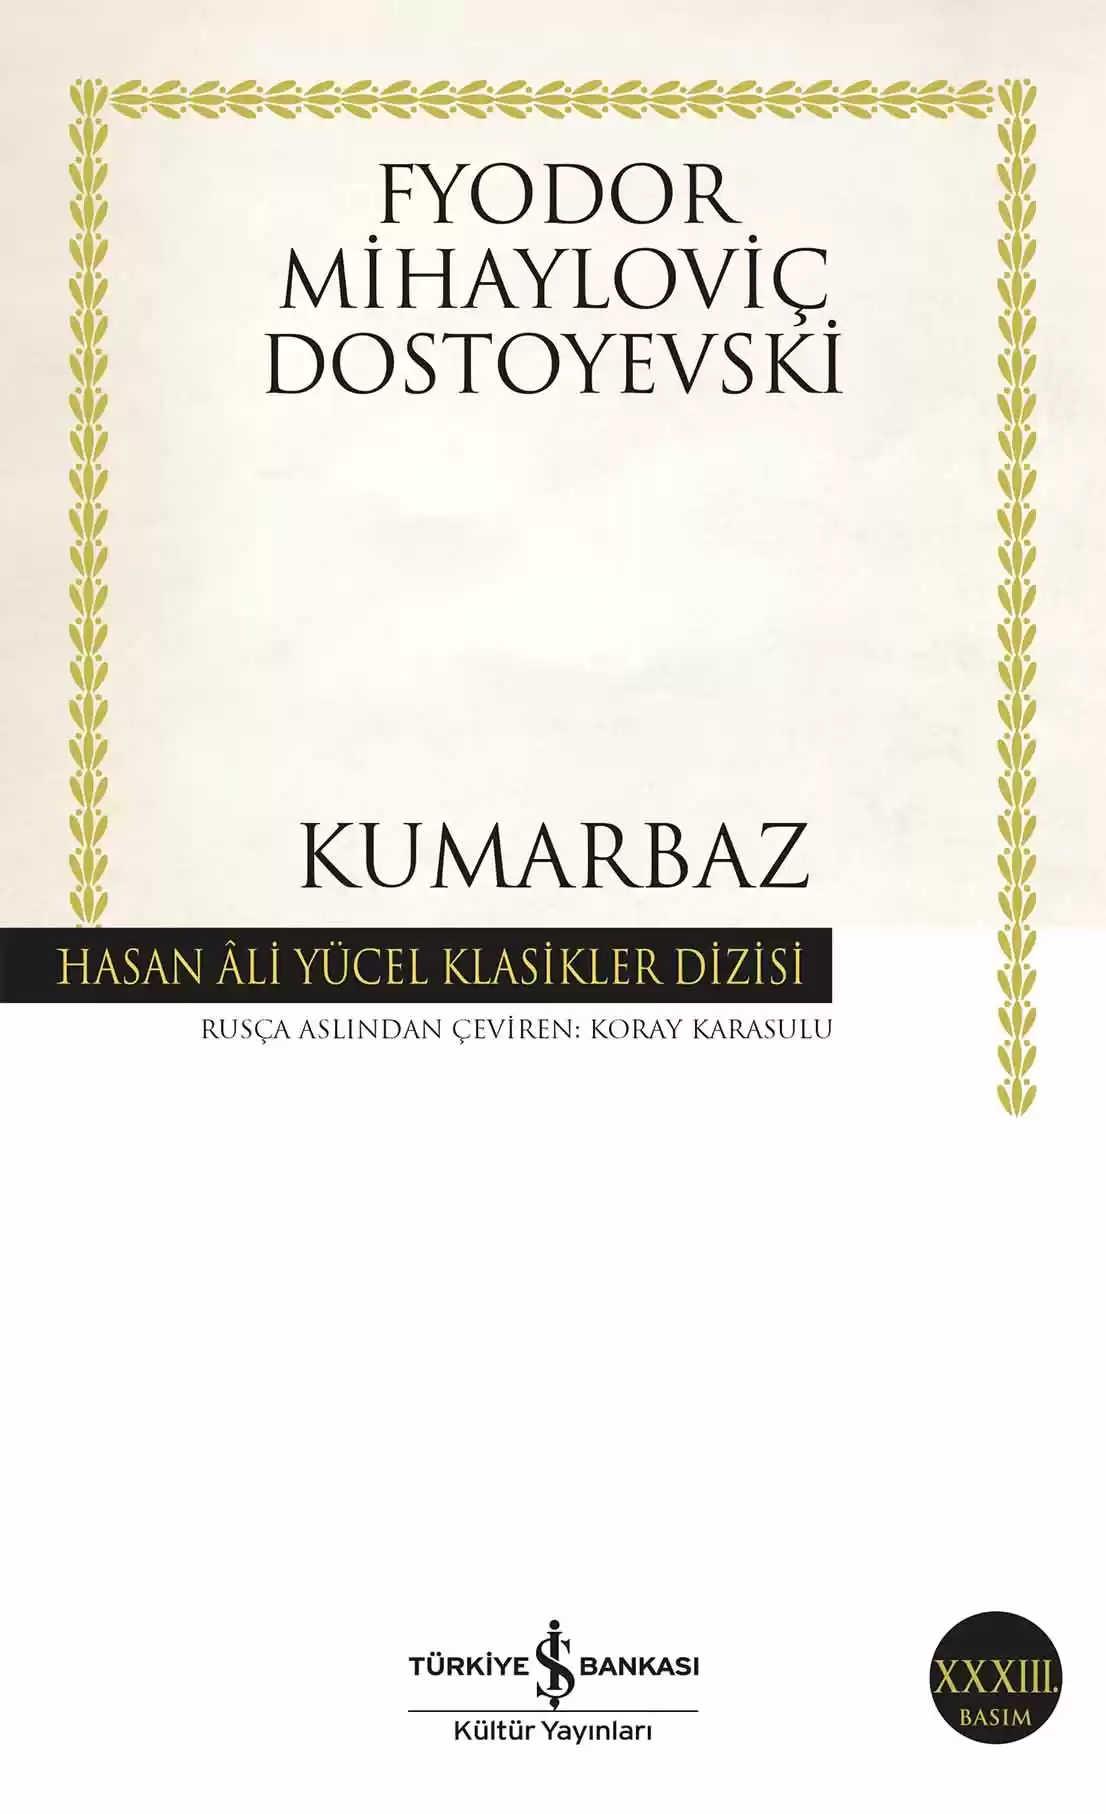 FYODOR
MİHAYLOVİÇ
DOSTOYEVSKİ
KUMARBAZ
HASAN ÂLİ YÜCEL KLASİKLER DİZİSİ
RUSÇA ASLINDAN ÇEVİREN: KORAY KARASULU
TÜRKİYE İŞ BANKASI
Kültür Yayınları
XXXIII.
BASIM